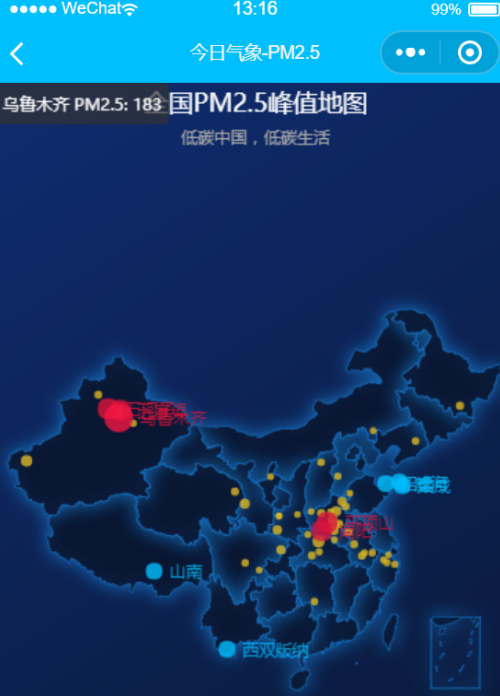 WeChat 13:16 99%
今日气象-PM2.5
乌鲁木齐 PM2.5: 183
全国PM2.5峰值地图
低碳中国，低碳生活
乌鲁木齐
山南
西双版纳